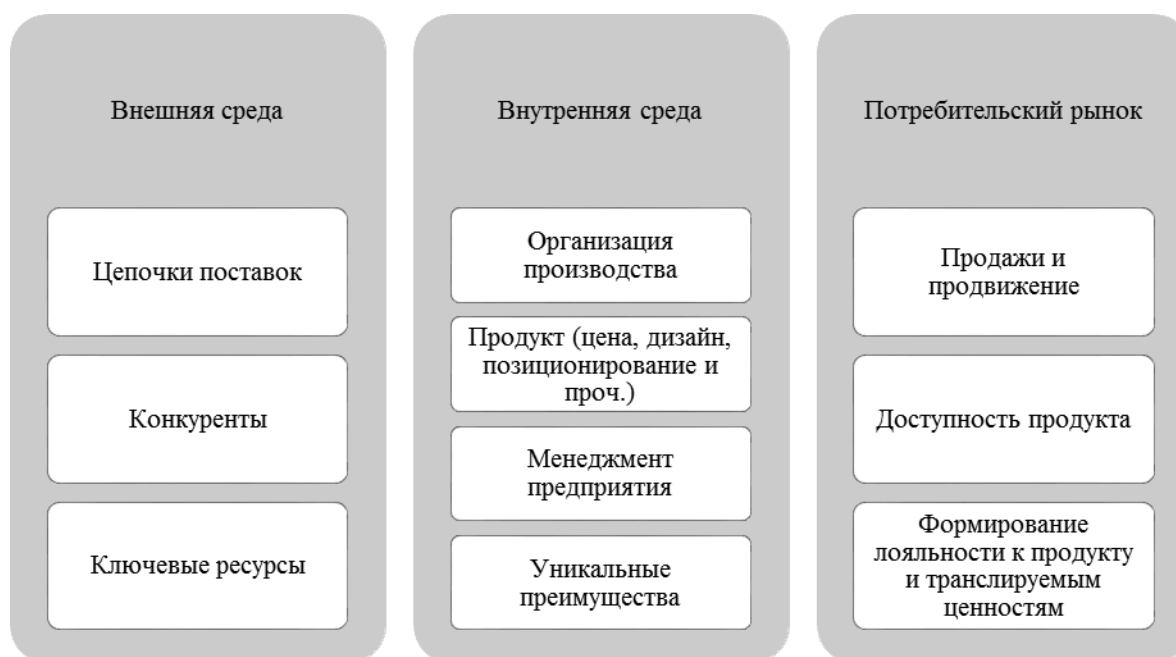 Внешняя среда
Цепочки поставок
Конкуренты
Ключевые ресурсы
Внутренняя среда
Организация
производства
Продукт (цена, дизайн,
позиционирование и
проч.)
Менеджмент
предприятия
Уникальные
преимущества
Потребительский рынок
Продажи и
продвижение
Доступность продукта
Формирование
лояльности к продукту
и транслируемым
ценностям